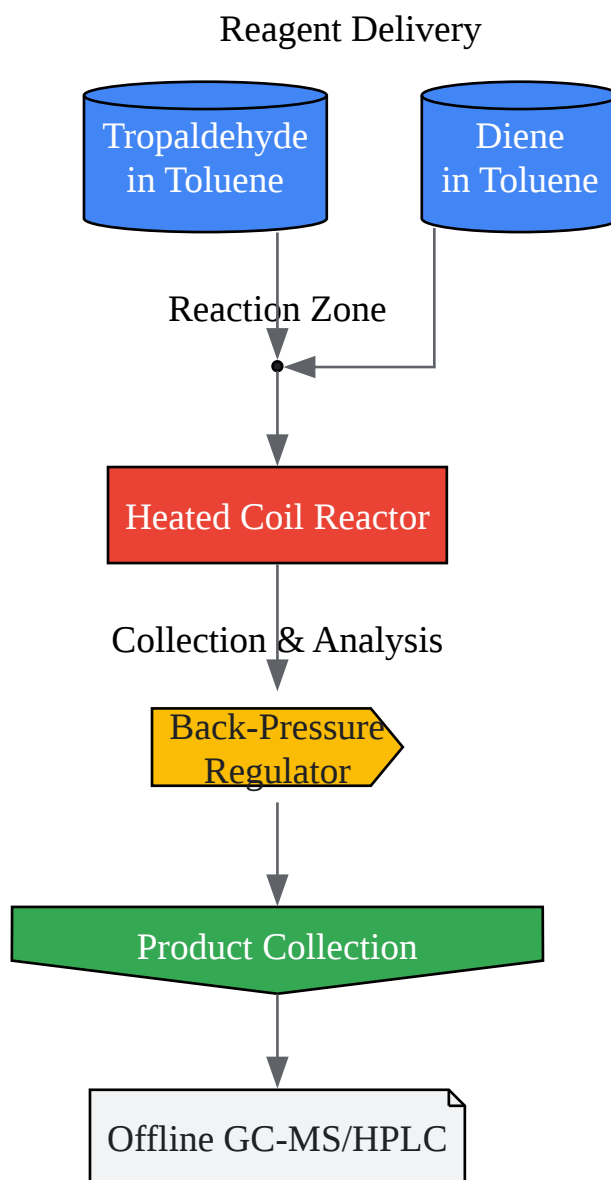 Reagent Delivery
Tropaldehyde
in Toluene
Diene
in Toluene
Reaction Zone
Heated Coil Reactor
Collection & Analysis
Back-Pressure
Regulator
Product Collection
Offline GC-MS/HPLC